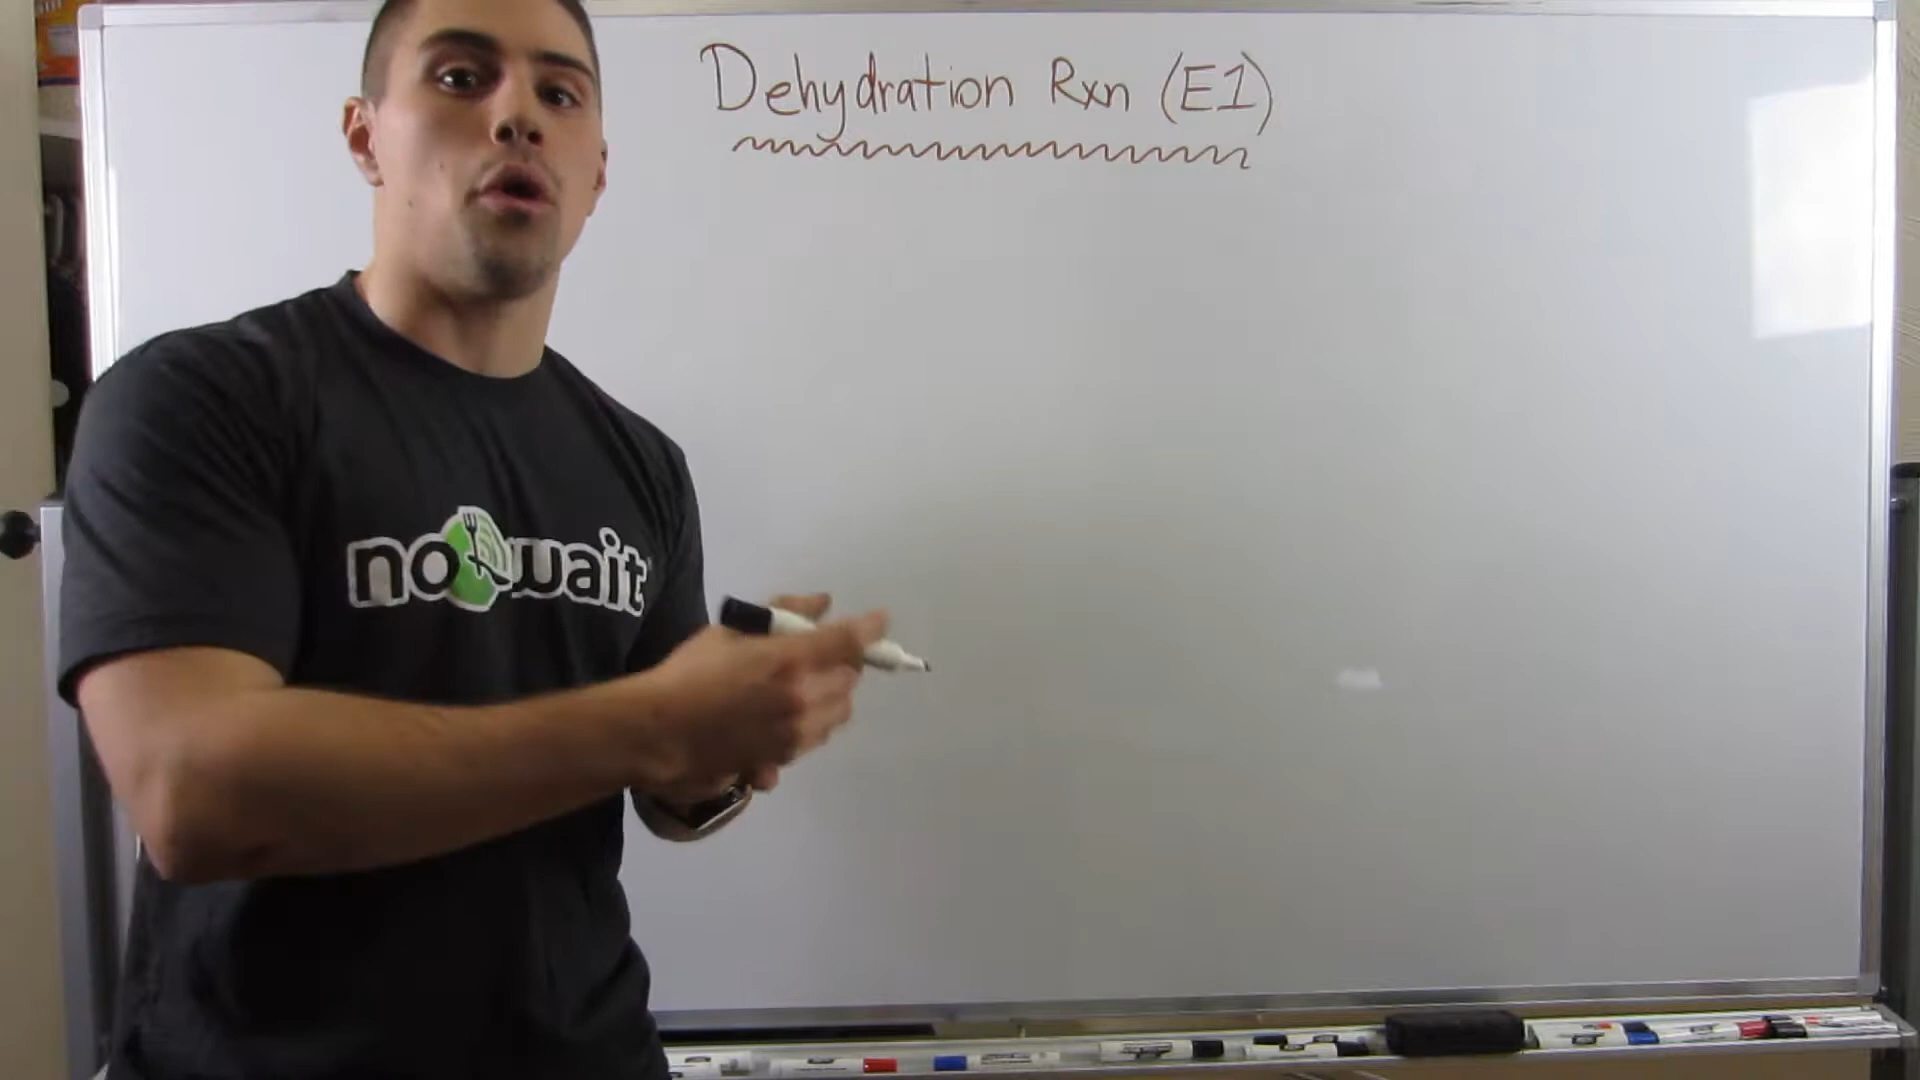 Dehydration Rxn (E1)
nowait